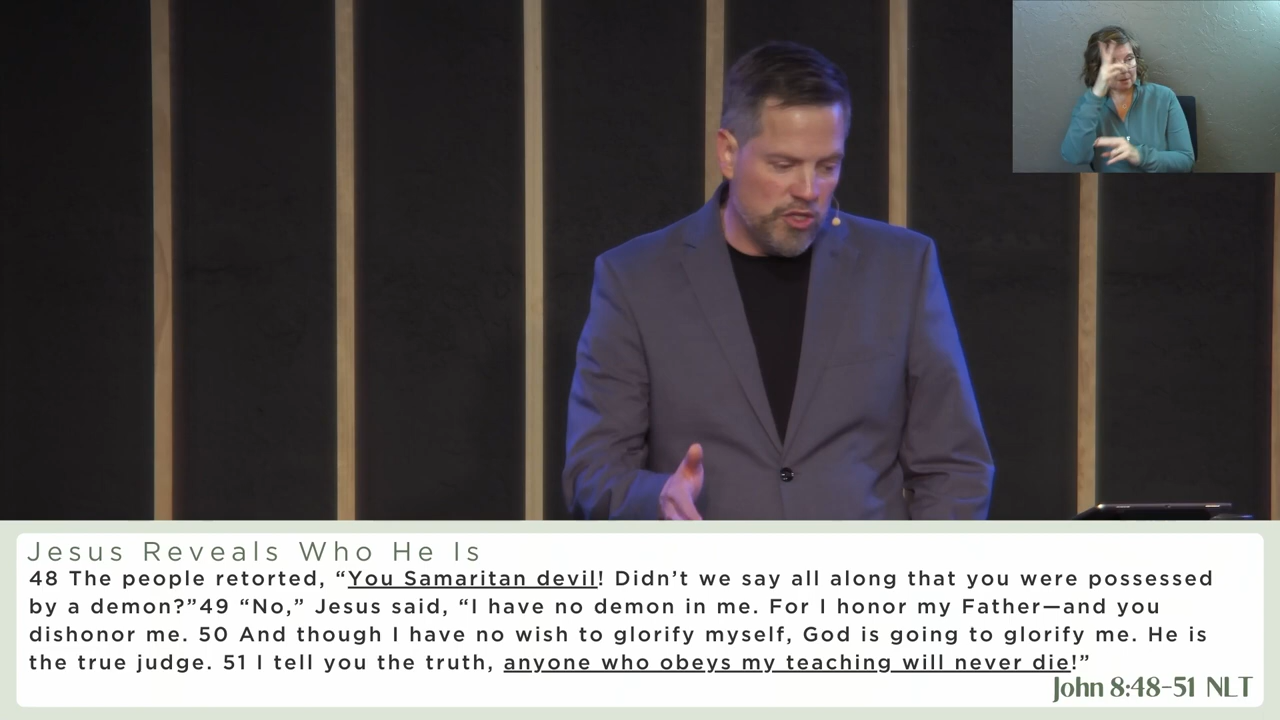 Jesus Reveals Who He Is
48 The people retorted, “You Samaritan devil! Didn’t we say all along that you were possessed
by a demon?”49 “No,” Jesus said, “I have no demon in me. For I honor my Father—and you
dishonor me. 50 And though I have no wish to glorify myself, God is going to glorify me. He is
the true judge. 51 I tell you the truth, anyone who obeys my teaching will never die!”
John 8:48-51 NLT